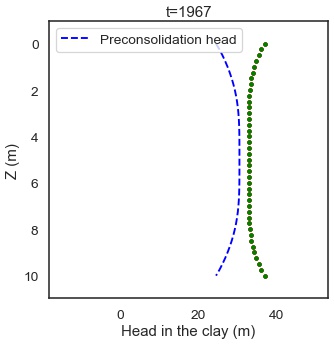 t=1967
Preconsolidation head
0
2
4
6
8
10
Z (m)
0 20 40
Head in the clay (m)